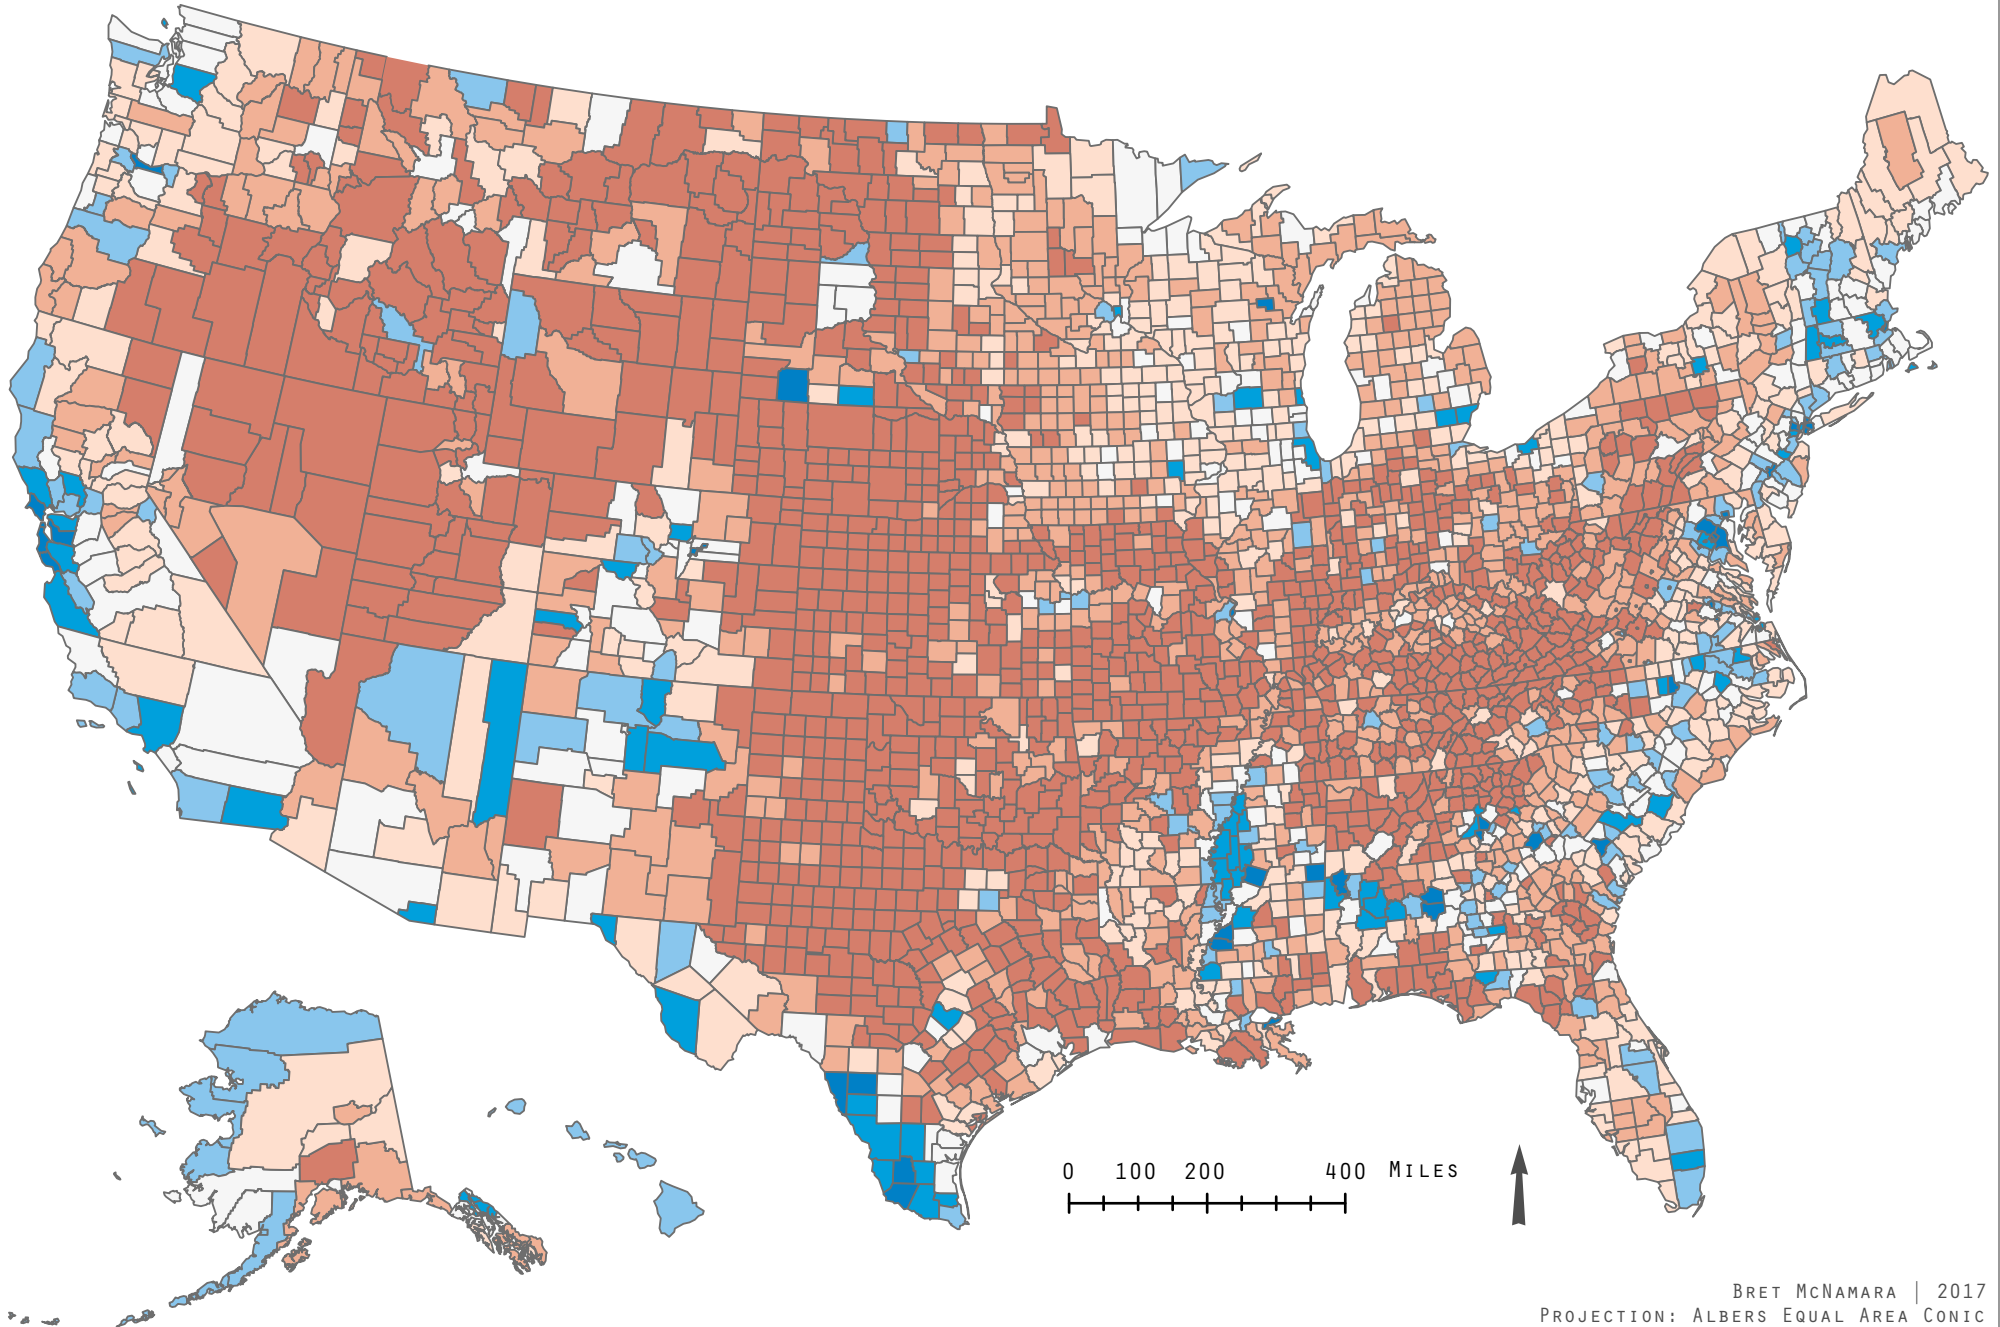 0 100 200 400 MILES
BRET MCNAMARA | 2017
PROJECTION: ALBERS EQUAL AREA CONIC